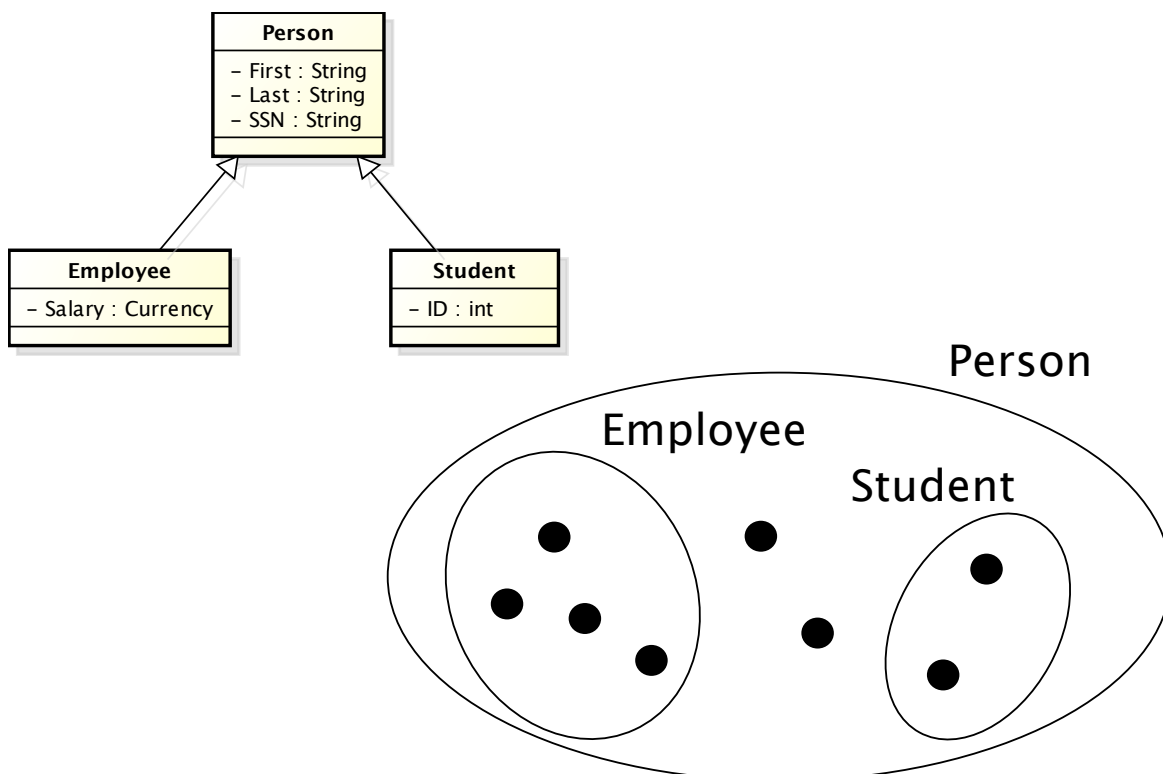 Person
– First : String
– Last : String
– SSN : String
Employee
– Salary : Currency
Student
– ID : int
Person
Employee
Student